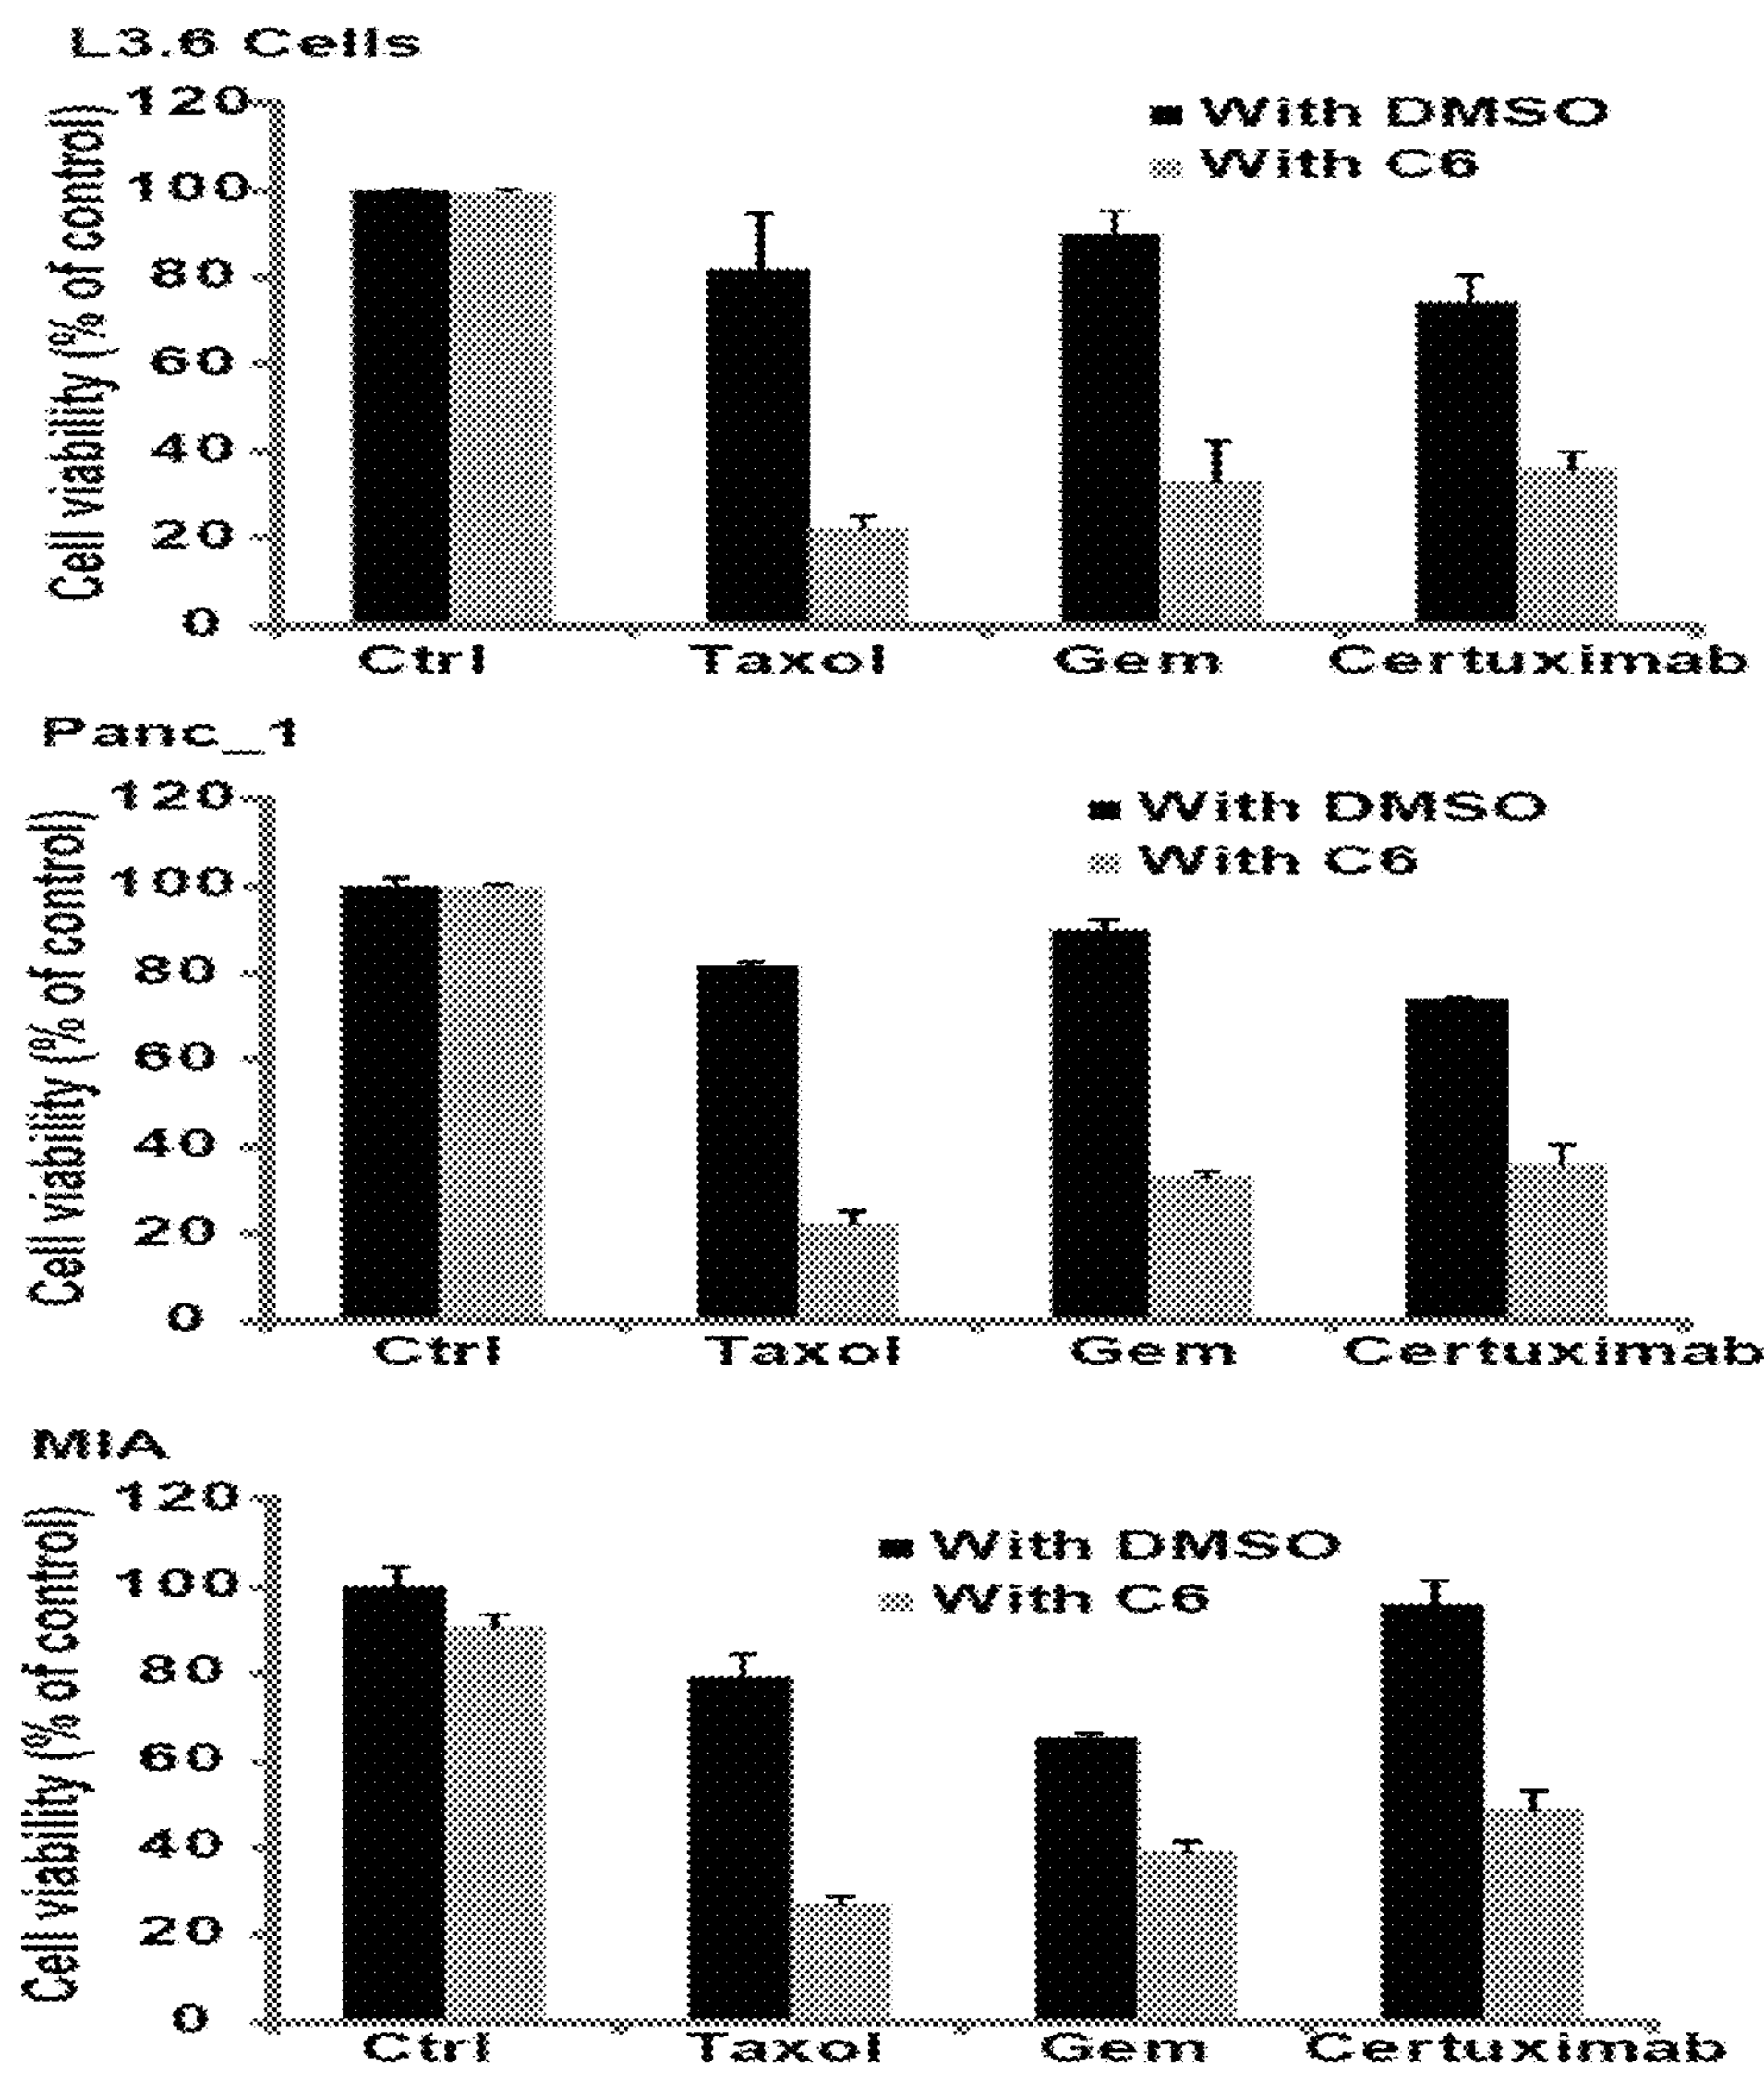 L3.6 Cells
Cell viability (% of control)
120
100
80
60
40
20
0
With DMSO
With C6
Ctrl Taxol Gem Certuximab
Panc_1
Cell viability (% of control)
120
100
80
60
40
20
0
With DMSO
With C6
Ctrl Taxol Gem Certuximab
MIA
Cell viability (% of control)
120
100
80
60
40
20
0
With DMSO
With C6
Ctrl Taxol Gem Certuximab